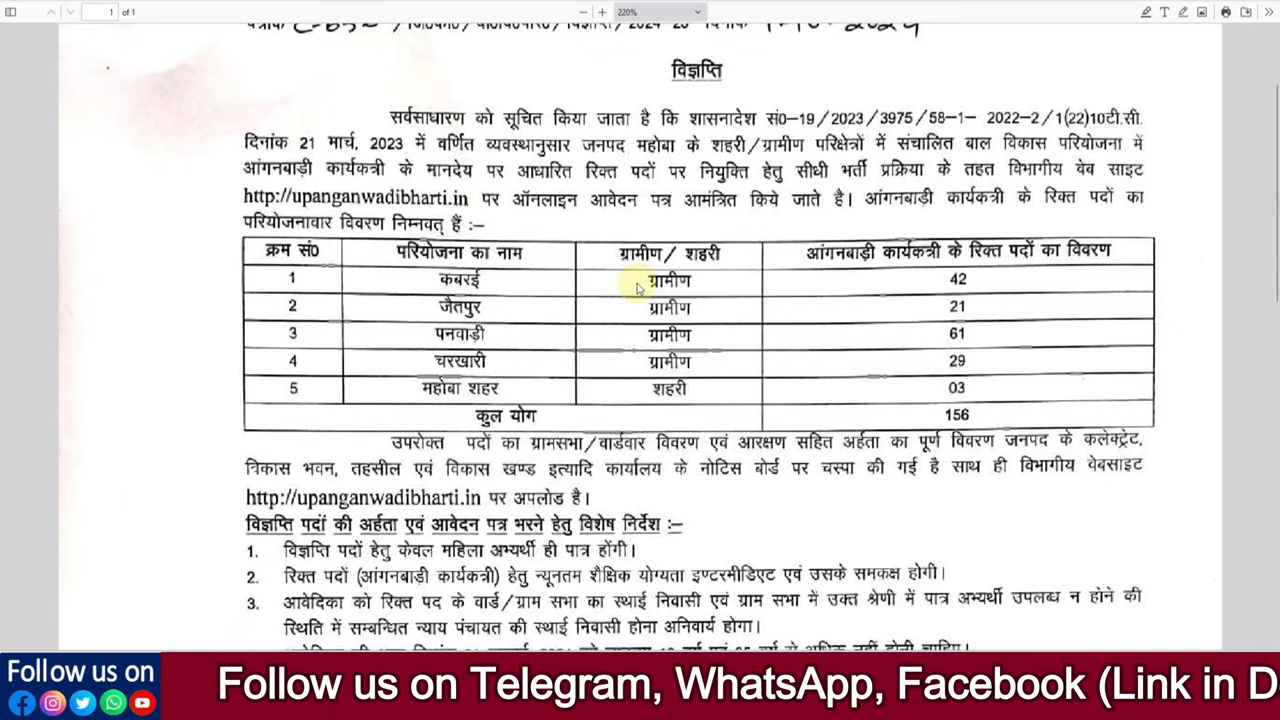 1 of 1
220%
विज्ञप्ति
सर्वसाधारण को सूचित किया जाता है कि शासनादेश सं0-19/2023/3975/58-1- 2022-2/1(22)10टी.सी.
दिनांक 21 मार्च, 2023 में वर्णित व्यवस्थानुसार जनपद महोबा के शहरी/ग्रामीण परिक्षेत्रों में संचालित बाल विकास परियोजना में
आंगनबाड़ी कार्यकत्री के मानदेय पर आधारित रिक्त पदों पर नियुक्ति हेतु सीधी भर्ती प्रक्रिया के तहत विभागीय वेब साइट
http://upanganwadibharti.in पर ऑनलाइन आवेदन पत्र आमंत्रित किये जाते है। आंगनबाड़ी कार्यकत्री के रिक्त पदों का
परियोजनावार विवरण निम्नवत् हैं :–
क्रम सं0 परियोजना का नाम ग्रामीण/ शहरी आंगनबाड़ी कार्यकत्री के रिक्त पदों का विवरण
1 कबरई ग्रामीण 42
2 जैतपुर ग्रामीण 21
3 पनवाड़ी ग्रामीण 61
4 चरखारी ग्रामीण 29
5 महोबा शहर शहरी 03
कुल योग 156
उपरोक्त पदों का ग्रामसभा/वार्डवार विवरण एवं आरक्षण सहित अर्हता का पूर्ण विवरण जनपद के कलेक्ट्रेट,
निकास भवन, तहसील एवं विकास खण्ड इत्यादि कार्यालय के नोटिस बोर्ड पर चस्पा की गई है साथ ही विभागीय वेबसाइट
http://upanganwadibharti.in पर अपलोड है।
विज्ञप्ति पदों की अर्हता एवं आवेदन पत्र भरने हेतु विशेष निर्देश :–
1. विज्ञप्ति पदों हेतु केवल महिला अभ्यर्थी ही पात्र होंगी।
2. रिक्त पदों (आंगनबाड़ी कार्यकत्री) हेतु न्यूनतम शैक्षिक योग्यता इण्टरमीडिएट एवं उसके समकक्ष होगी।
3. आवेदिका को रिक्त पद के वार्ड/ग्राम सभा का स्थाई निवासी एवं ग्राम सभा में उक्त श्रेणी में पात्र अभ्यर्थी उपलब्ध न होने की
स्थिति में सम्बन्धित न्याय पंचायत की स्थाई निवासी होना अनिवार्य होगा।
Follow us on
Follow us on Telegram, WhatsApp, Facebook (Link in D